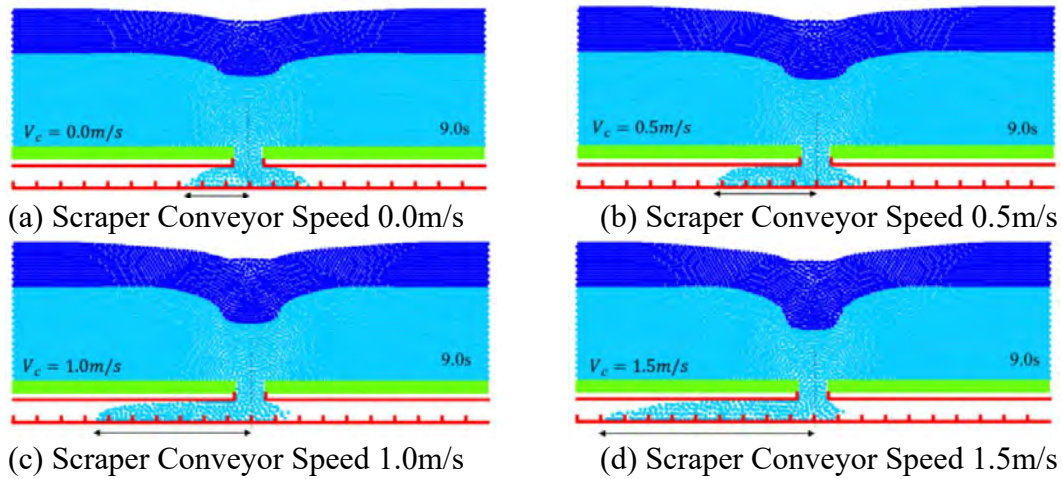 V_c = 0.0m/s 9.0s
V_c = 0.5m/s 9.0s
(a) Scraper Conveyor Speed 0.0m/s
(b) Scraper Conveyor Speed 0.5m/s
V_c = 1.0m/s 9.0s
V_c = 1.5m/s 9.0s
(c) Scraper Conveyor Speed 1.0m/s
(d) Scraper Conveyor Speed 1.5m/s